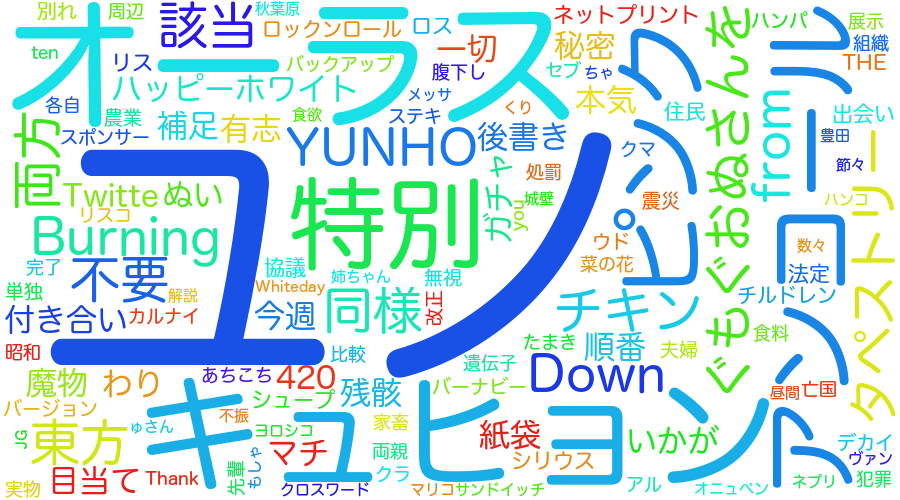 別れ
周辺
該当
秋葉原
ロックンロール
ロス
ネットプリント
ハンパ
展示
ten
オーラス
リス
バックアップ
腹下し
一切
秘密
セブ
ちゃ
組織
THE
ハッピーホワイト
メッサ
各自
農業
食欲
ステキ
くり
本気
住民
from
出会い
スポンサー
補足
有志
YUNHO
後書き
クマ
豊田
両方
ピンク
ぐもぐおぬさんを
アンコール
節々
Twitte
ぬい
特別
ガチャ
処罰
you
城壁
震災
ハンコ
リスコ
Burning
ユノ
ウド
数々
タペストリー
完了
不要
協議
姉ちゃん
無視
菜の花
法定
単独
解説
Whiteday
改正
チルドレン
付き合い
カルナイ
今週
同様
チキン
食料
昭和
比較
たまき
順番
夫婦
魔物
わり
あちこち
420
残骸
遺伝子
Down
バーナビー
昼間
亡国
バージョン
キュヒョン
シュープ
不振
JG
東方
ゅさん
ヨロシコ
マチ
家畜
紙袋
いかが
デカイ
両親
シリウス
ヴァン
実物
目当て
Thank
先輩
もしゃ
クロスワード
クラ
マリコ
サンドイッチ
アル
オニュペン
ネプリ
犯罪